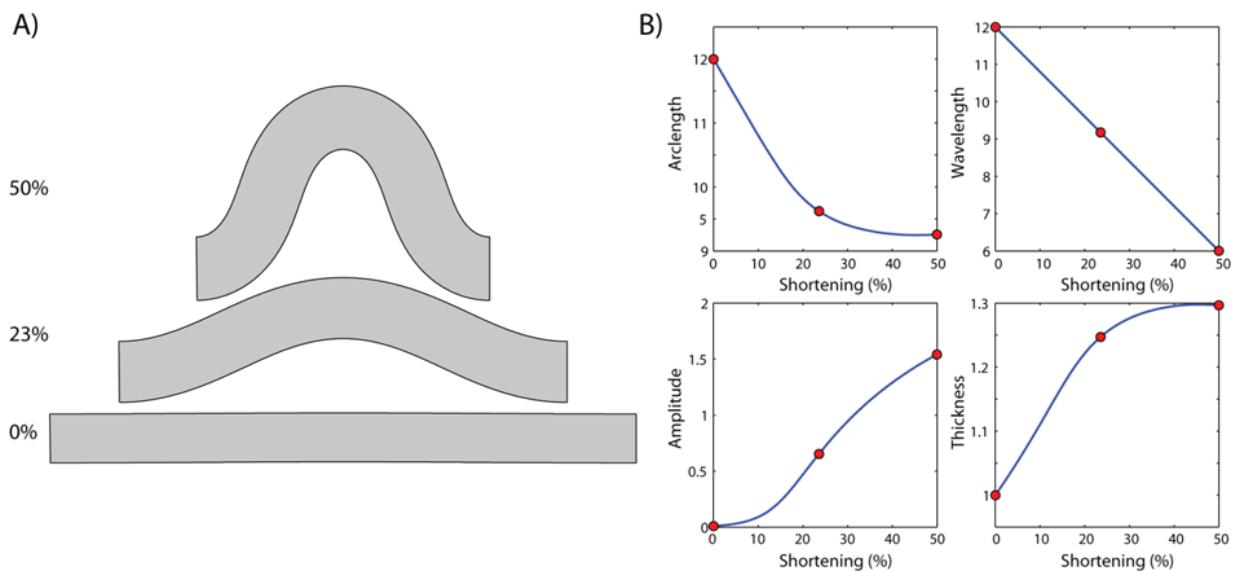 A)
50%
23%
0%
B)
Arclength
12
11
10
9.5
9
0 10 20 30 40 50
Shortening (%)
Wavelength
12
11
10
9
8
7
6
0 10 20 30 40 50
Shortening (%)
Amplitude
2
1.5
1
0.5
0
0 10 20 30 40 50
Shortening (%)
Thickness
1.3
1.2
1.1
1
0 10 20 30 40 50
Shortening (%)